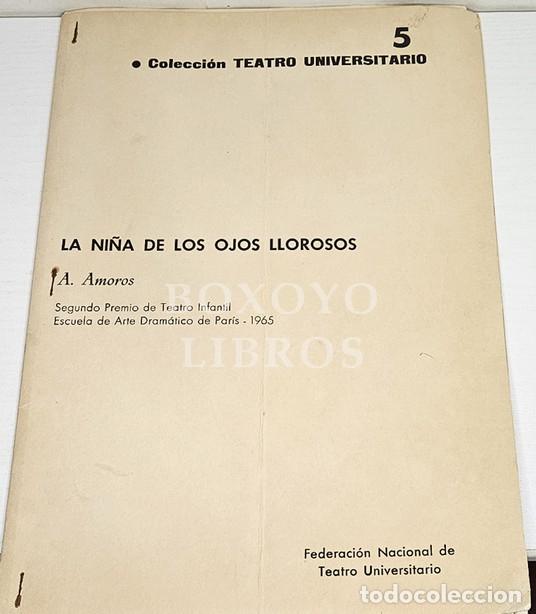 5
• Colección TEATRO UNIVERSITARIO
LA NIÑA DE LOS OJOS LLOROSOS
A. Amoros
Segundo Premio de Teatro Infantil
Escuela de Arte Dramático de París - 1965
BOXOYO
LIBROS
Federación Nacional de
Teatro Universitario
todocoleccion